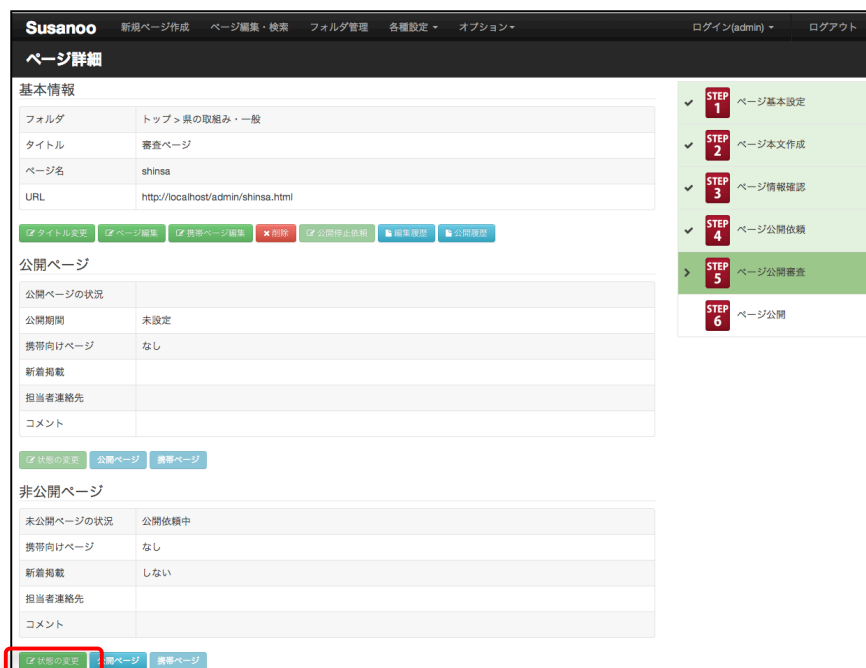 Susanoo 新規ページ作成 ページ編集・検索 フォルダ管理 各種設定 オプション ログイン(admin) ログアウト
ページ詳細
基本情報
フォルダ トップ > 県の取組み・一般
タイトル 審査ページ
ページ名 shinsa
URL http://localhost/admin/shinsa.html
タイトル変更 ページ編集 携帯ページ編集 削除 公開停止依頼 編集履歴 公開履歴
公開ページ
公開ページの状況
公開期間 未設定
携帯向けページ なし
新着掲載
担当者連絡先
コメント
状態の変更 公開ページ 携帯ページ
非公開ページ
未公開ページの状況 公開依頼中
携帯向けページ なし
新着掲載 しない
担当者連絡先
コメント
状態の変更 公開ページ 携帯ページ
STEP 1 ページ基本設定
STEP 2 ページ本文作成
STEP 3 ページ情報確認
STEP 4 ページ公開依頼
STEP 5 ページ公開審査
STEP 6 ページ公開